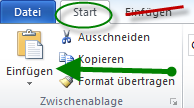 Datei Start Einfügen
Ausschneiden
Kopieren
Einfügen
Format übertragen
Zwischenablage